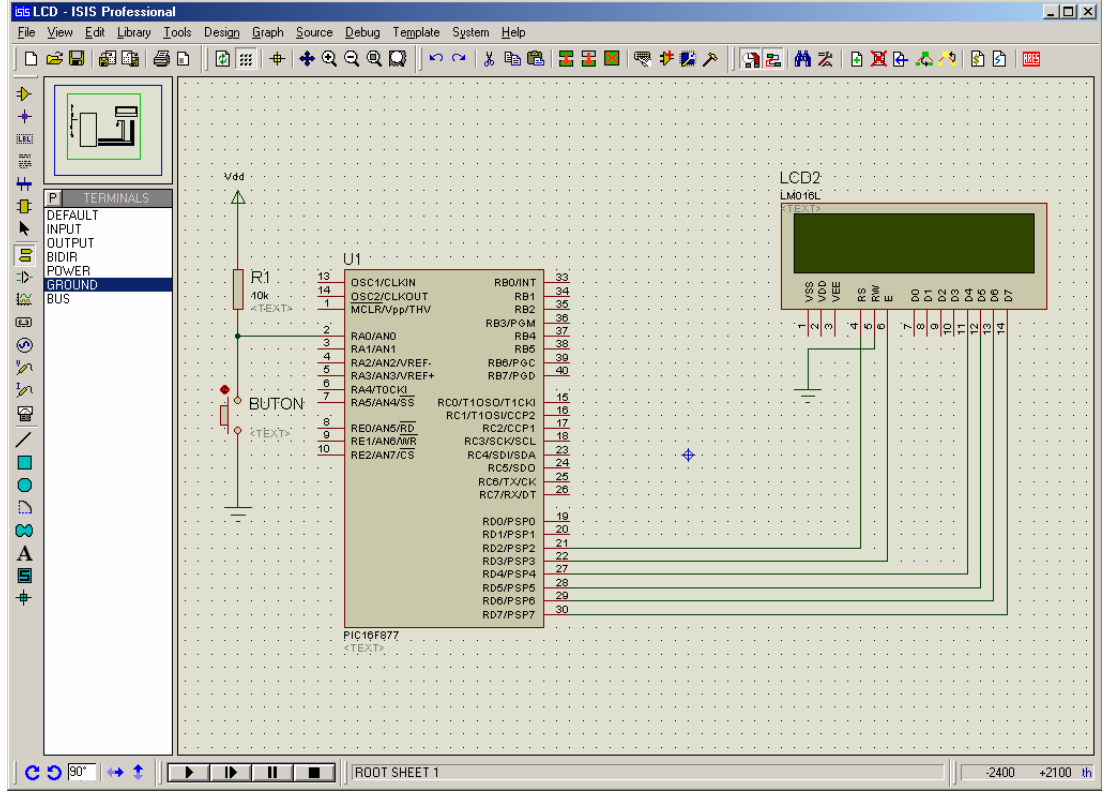 isis LCD - ISIS Professional
File View Edit Library Tools Design Graph Source Debug Template System Help
P TERMINALS
DEFAULT
INPUT
OUTPUT
BIDIR
POWER
GROUND
BUS
Vdd
R1
10k
<TEXT>
BUTON
<TEXT>
U1
13 OSC1/CLKIN
14 OSC2/CLKOUT
1 MCLR/Vpp/THV
2 RA0/AN0
3 RA1/AN1
4 RA2/AN2/VREF-
5 RA3/AN3/VREF+
6 RA4/T0CKI
7 RA5/AN4/SS
8 RE0/AN5/RD
9 RE1/AN6/WR
10 RE2/AN7/CS
RB0/INT 33
RB1 34
RB2 35
RB3/PGM 36
RB4 37
RB5 38
RB6/PGC 39
RB7/PGD 40
RC0/T1OSO/T1CKI 15
RC1/T1OSI/CCP2 16
RC2/CCP1 17
RC3/SCK/SCL 18
RC4/SDI/SDA 23
RC5/SDO 24
RC6/TX/CK 25
RC7/RX/DT 26
RD0/PSP0 19
RD1/PSP1 20
RD2/PSP2 21
RD3/PSP3 22
RD4/PSP4 27
RD5/PSP5 28
RD6/PSP6 29
RD7/PSP7 30
PIC16F877
<TEXT>
LCD2
LM016L
<TEXT>
VSS VDD VEE RS RW E D0 D1 D2 D3 D4 D5 D6 D7
1 2 3 4 5 6 7 8 9 10 11 12 13 14
90°
ROOT SHEET 1
-2400 +2100 th